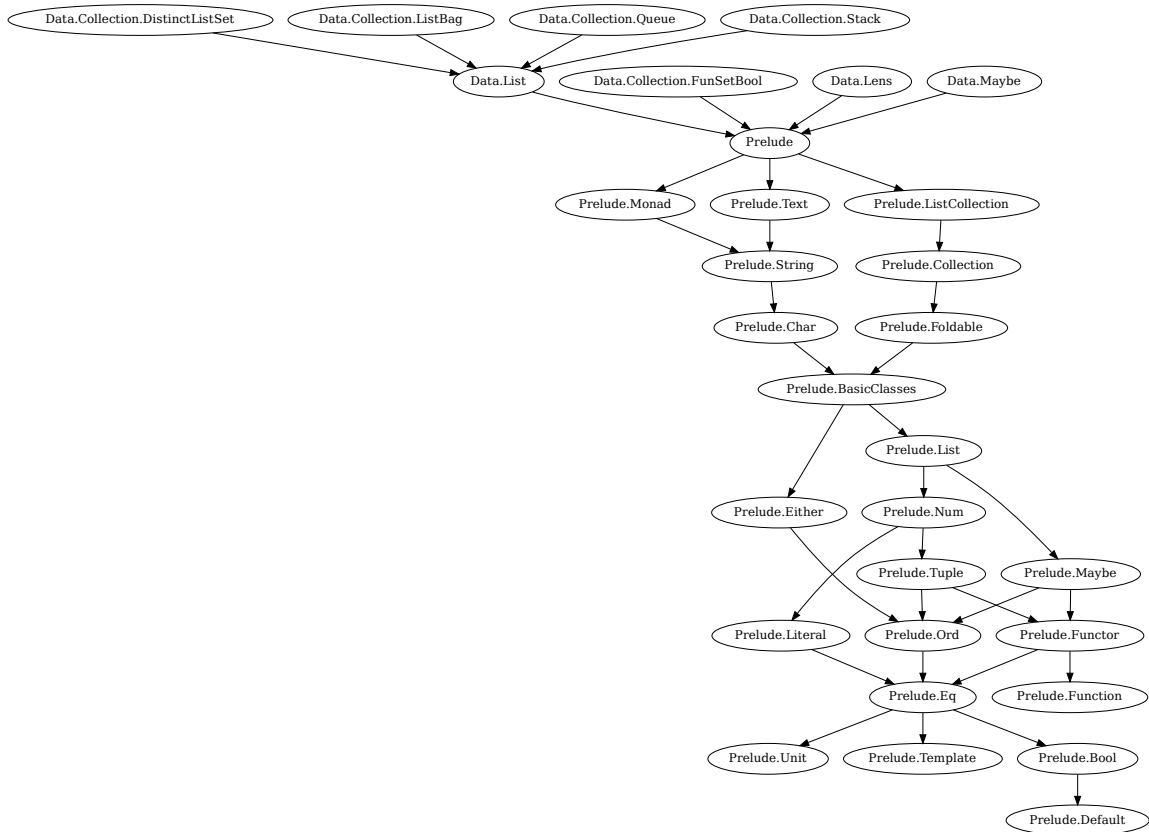 Data.Collection.DistinctListSet
Data.Collection.ListBag
Data.Collection.Queue
Data.Collection.Stack
Data.List
Data.Collection.FunSetBool
Data.Lens
Data.Maybe
Prelude
Prelude.Monad
Prelude.Text
Prelude.ListCollection
Prelude.String
Prelude.Collection
Prelude.Char
Prelude.Foldable
Prelude.BasicClasses
Prelude.List
Prelude.Either
Prelude.Num
Prelude.Tuple
Prelude.Maybe
Prelude.Literal
Prelude.Ord
Prelude.Functor
Prelude.Eq
Prelude.Function
Prelude.Unit
Prelude.Template
Prelude.Bool
Prelude.Default